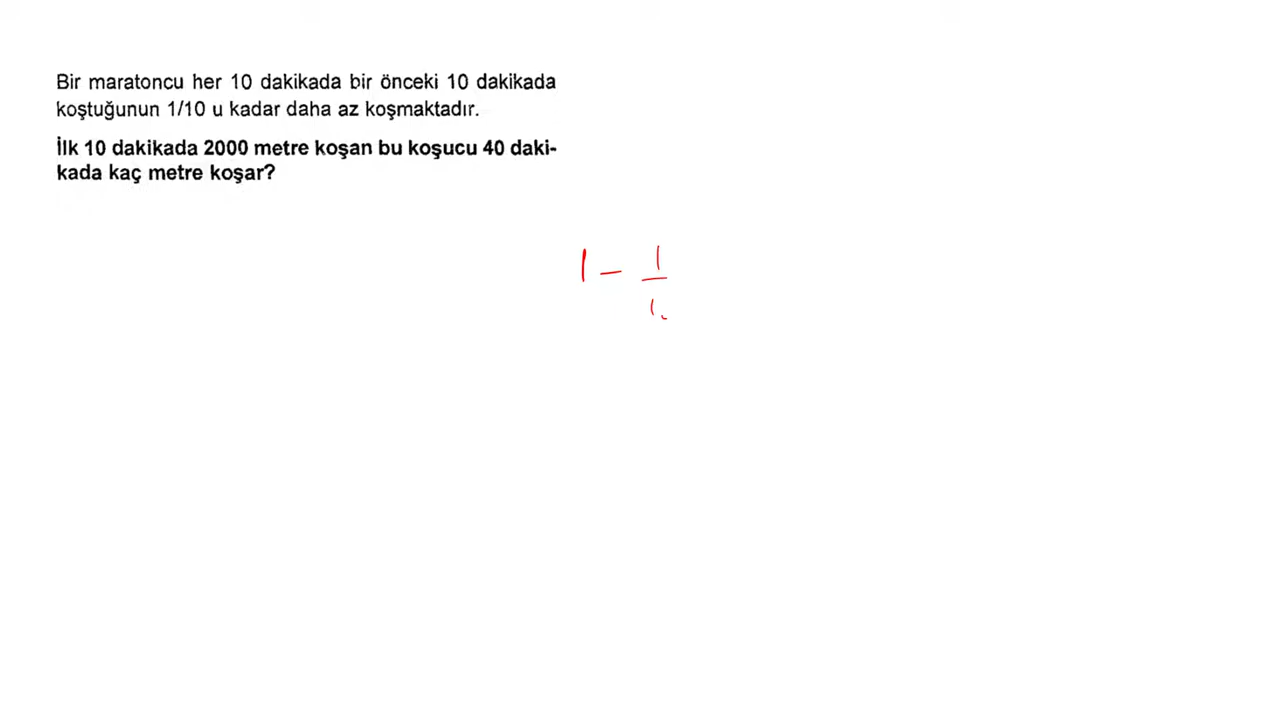 Bir maratoncu her 10 dakikada bir önceki 10 dakikada
koştuğunun 1/10 u kadar daha az koşmaktadır.
İlk 10 dakikada 2000 metre koşan bu koşucu 40 daki-
kada kaç metre koşar?
1 - 1/10